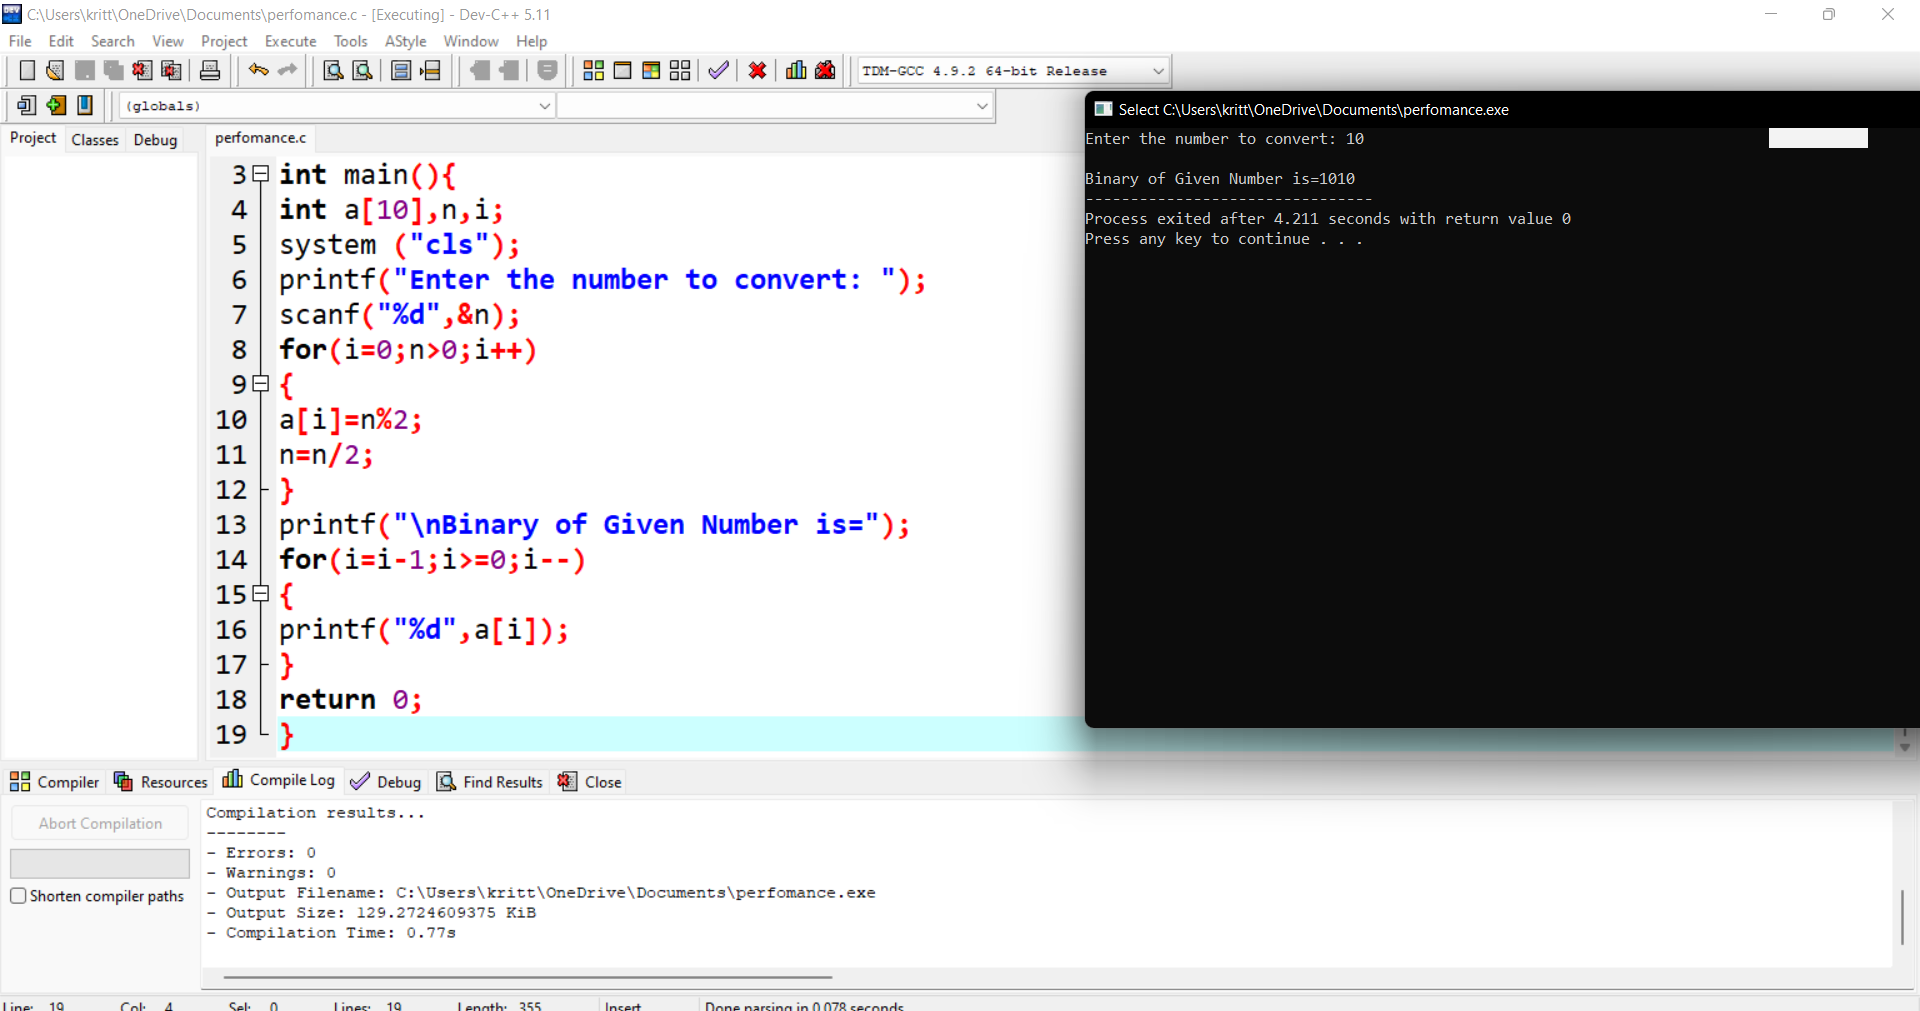 C:\Users\kritt\OneDrive\Documents\perfomance.c - [Executing] - Dev-C++ 5.11
File Edit Search View Project Execute Tools AStyle Window Help
TDM-GCC 4.9.2 64-bit Release
(globals)
Project Classes Debug
perfomance.c
3 int main(){
4 int a[10],n,i;
5 system ("cls");
6 printf("Enter the number to convert: ");
7 scanf("%d",&n);
8 for(i=0;n>0;i++)
9 {
10 a[i]=n%2;
11 n=n/2;
12 }
13 printf("\nBinary of Given Number is=");
14 for(i=i-1;i>=0;i--)
15 {
16 printf("%d",a[i]);
17 }
18 return 0;
19 }
Select C:\Users\kritt\OneDrive\Documents\perfomance.exe
Enter the number to convert: 10
Binary of Given Number is=1010
--------------------------------
Process exited after 4.211 seconds with return value 0
Press any key to continue . . .
Compiler Resources Compile Log Debug Find Results Close
Abort Compilation
Shorten compiler paths
Compilation results...
--------
- Errors: 0
- Warnings: 0
- Output Filename: C:\Users\kritt\OneDrive\Documents\perfomance.exe
- Output Size: 129.2724609375 KiB
- Compilation Time: 0.77s
Line: 19 Col: 4 Sel: 0 Lines: 19 Length: 355 Insert Done parsing in 0.078 seconds